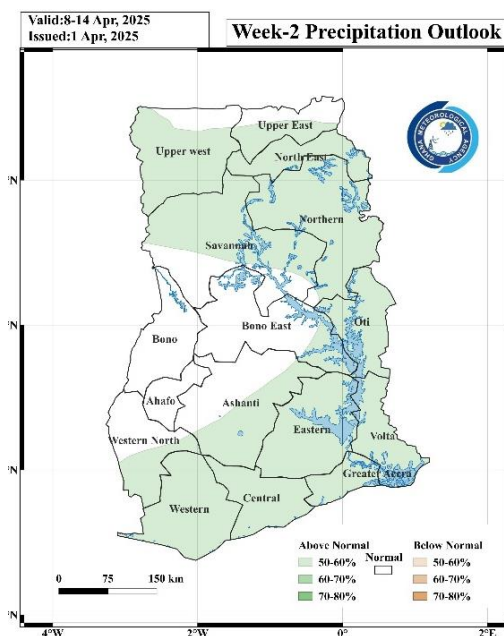 Valid:8-14 Apr, 2025
Issued:1 Apr, 2025
Week-2 Precipitation Outlook
GHANA METEOROLOGICAL AGENCY
Upper East
Upper west
North East
Northern
Savannah
Oti
Bono East
Bono
Ahafo
Ashanti
Western North
Eastern
Volta
Greater Accra
Central
Western
Above Normal
Normal
Below Normal
50-60%
50-60%
60-70%
60-70%
70-80%
70-80%
0 75 150 km
4°W
2°W
0°
2°E